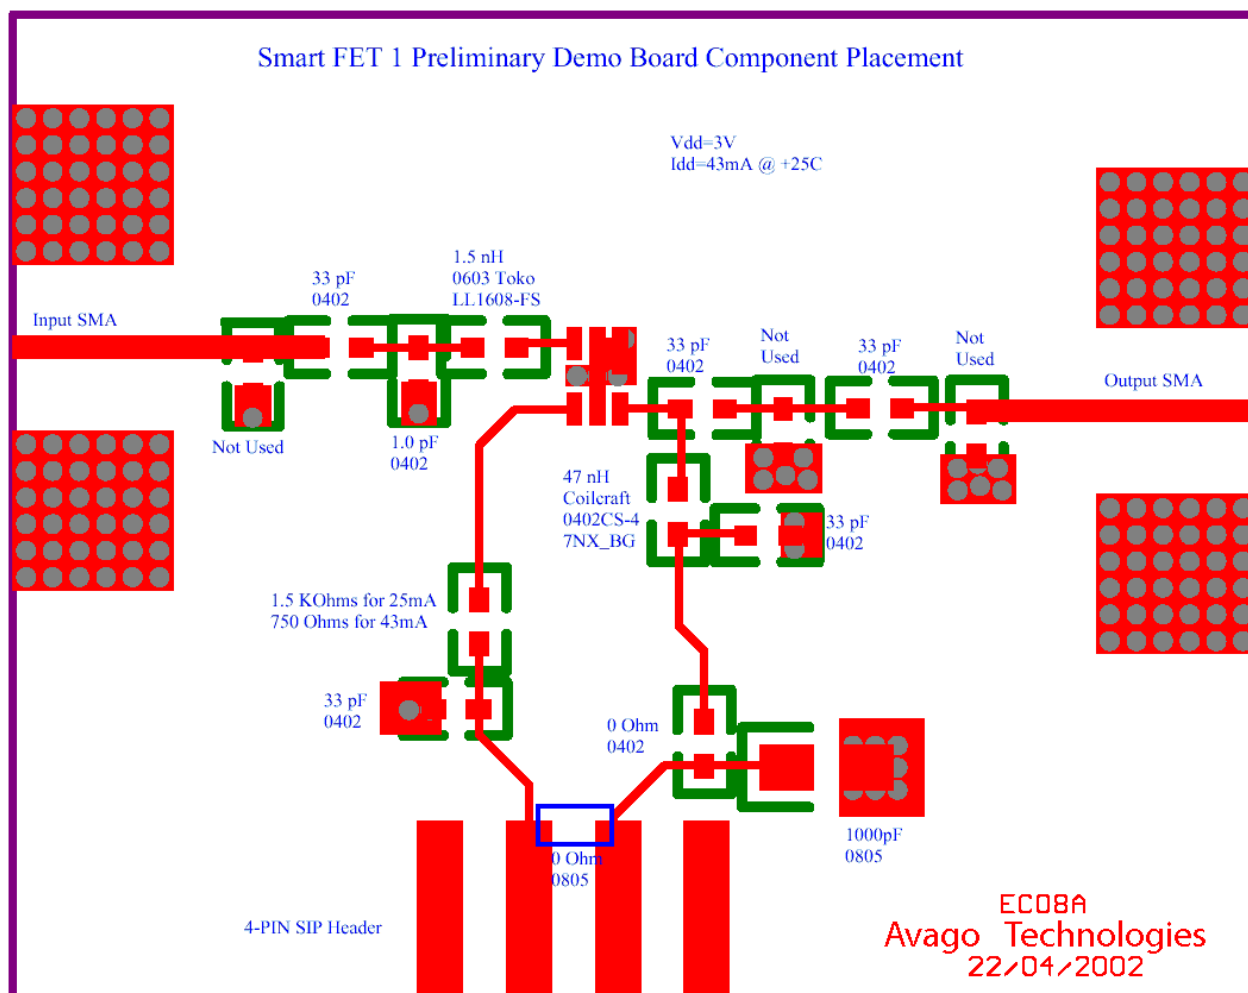 Smart FET 1 Preliminary Demo Board Component Placement
Vdd=3V
Idd=43mA @ +25C
1.5 nH
0603 Toko
LL1608-FS
33 pF
0402
Input SMA
33 pF
0402
Not
Used
33 pF
0402
Not
Used
Output SMA
Not Used
1.0 pF
0402
47 nH
Coilcraft
0402CS-4
7NX_BG
33 pF
0402
1.5 KOhms for 25mA
750 Ohms for 43mA
33 pF
0402
0 Ohm
0402
1000pF
0805
0 Ohm
0805
4-PIN SIP Header
EC08A
Avago Technologies
22/04/2002